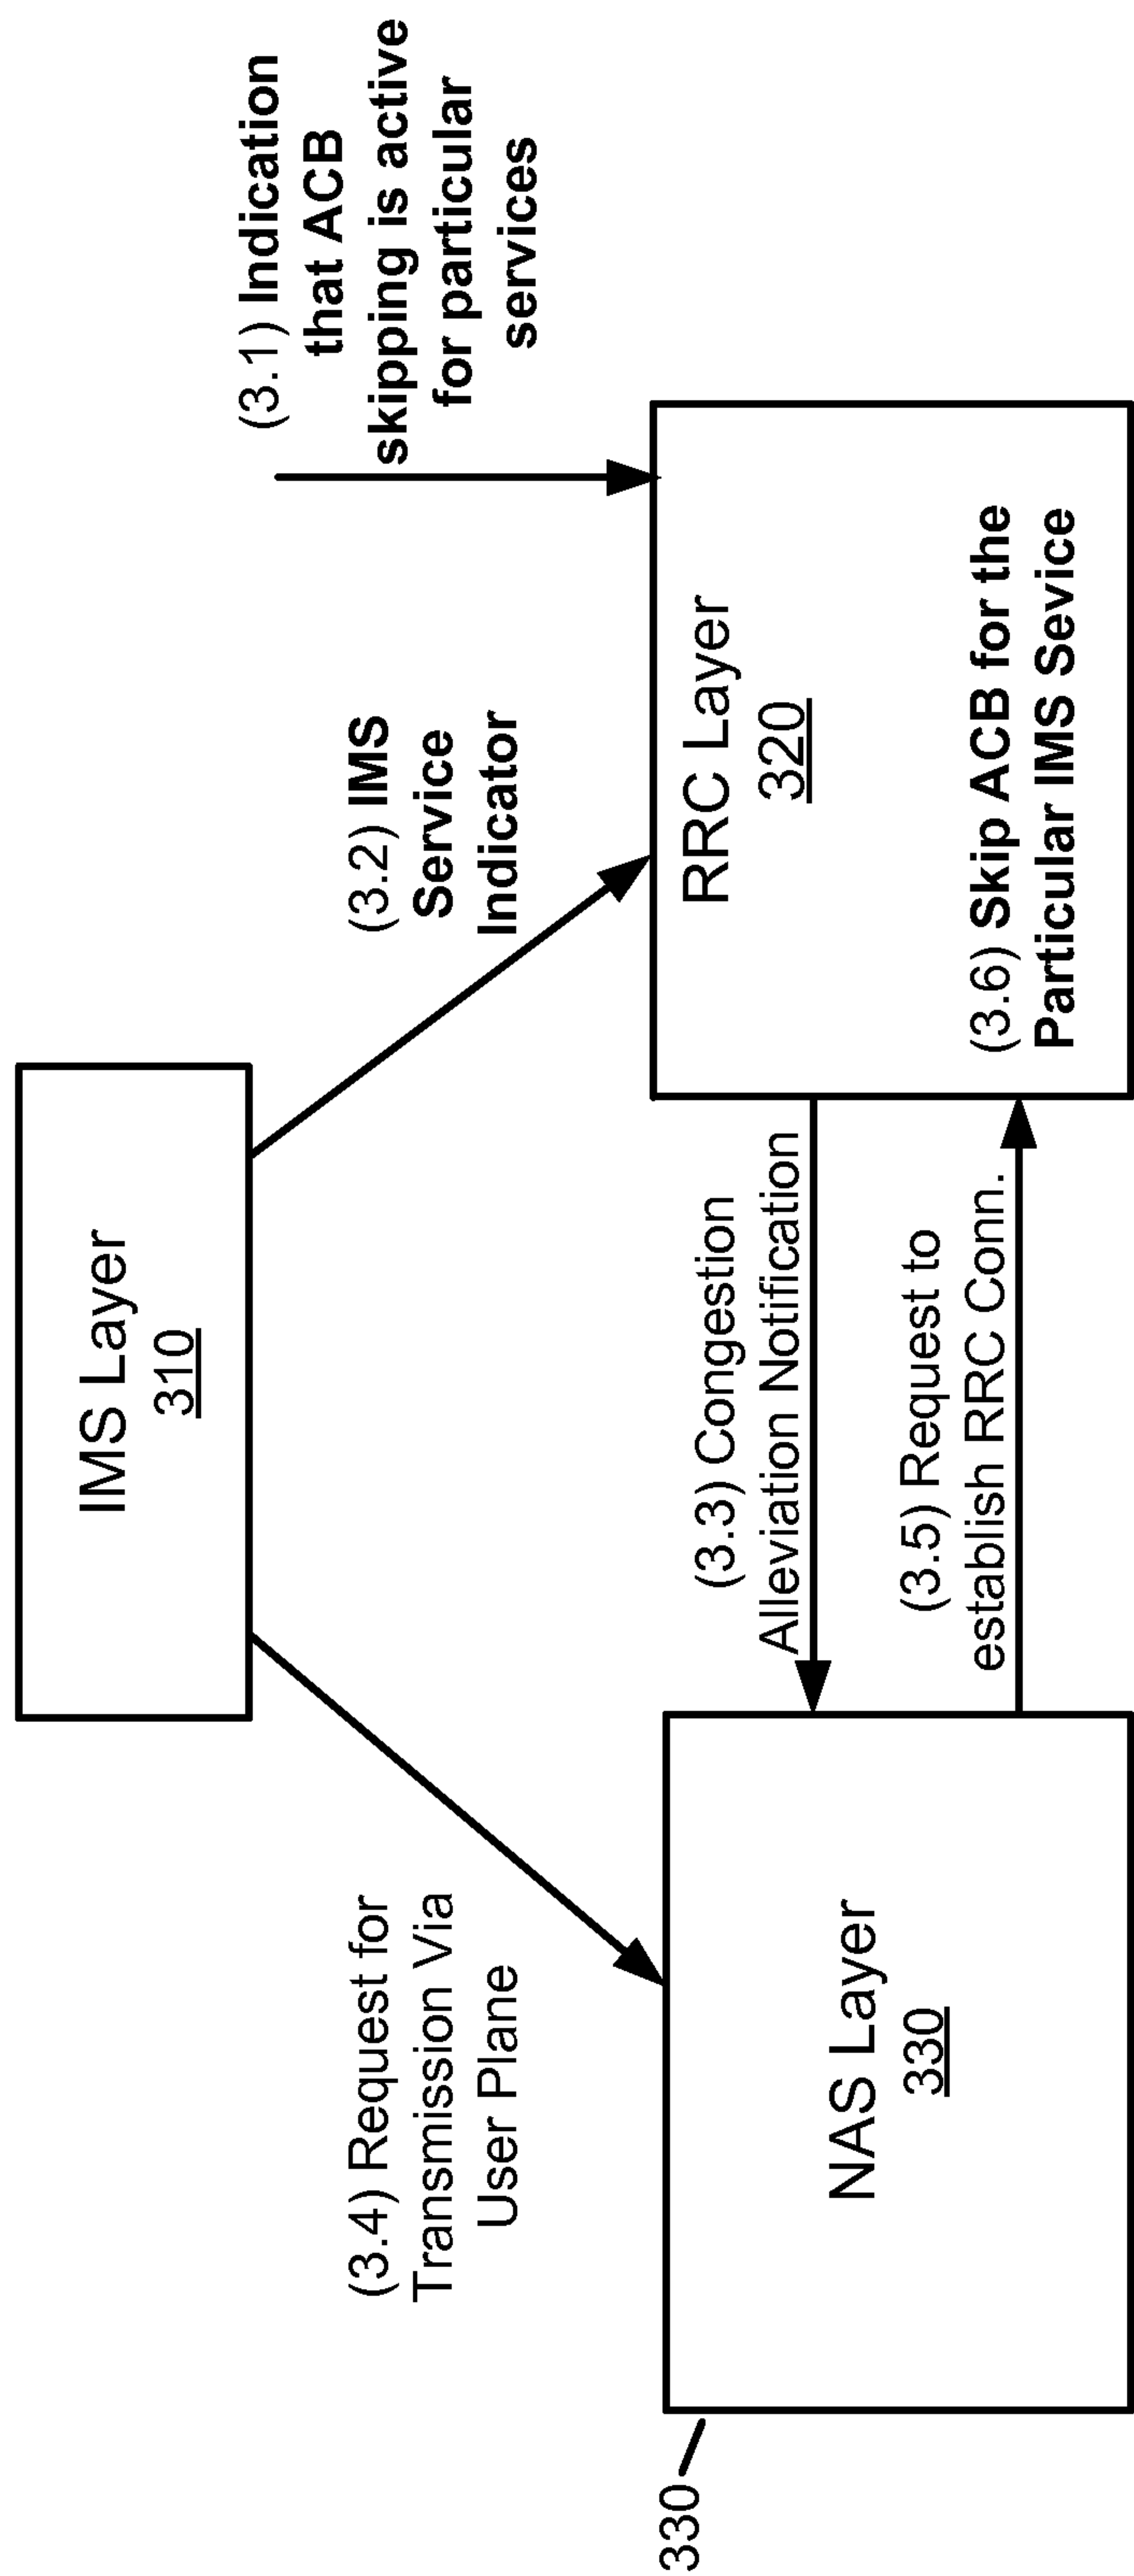 IMS Layer
310
(3.1) Indication
that ACB
skipping is active
for particular
services
(3.2) IMS
Service
Indicator
(3.4) Request for
Transmission Via
User Plane
(3.3) Congestion
Alleviation Notification
(3.5) Request to
establish RRC Conn.
RRC Layer
320
(3.6) Skip ACB for the
Particular IMS Sevice
NAS Layer
330
330